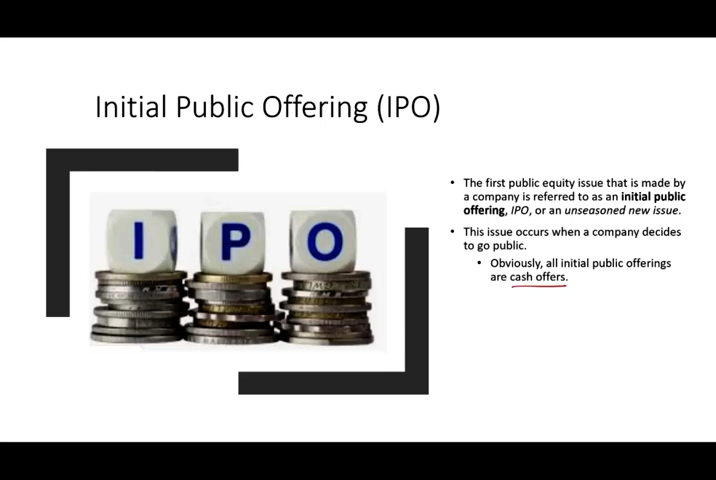 Initial Public Offering (IPO)
I P O
• The first public equity issue that is made by
a company is referred to as an initial public
offering, IPO, or an unseasoned new issue.
• This issue occurs when a company decides
to go public.
• Obviously, all initial public offerings
are cash offers.